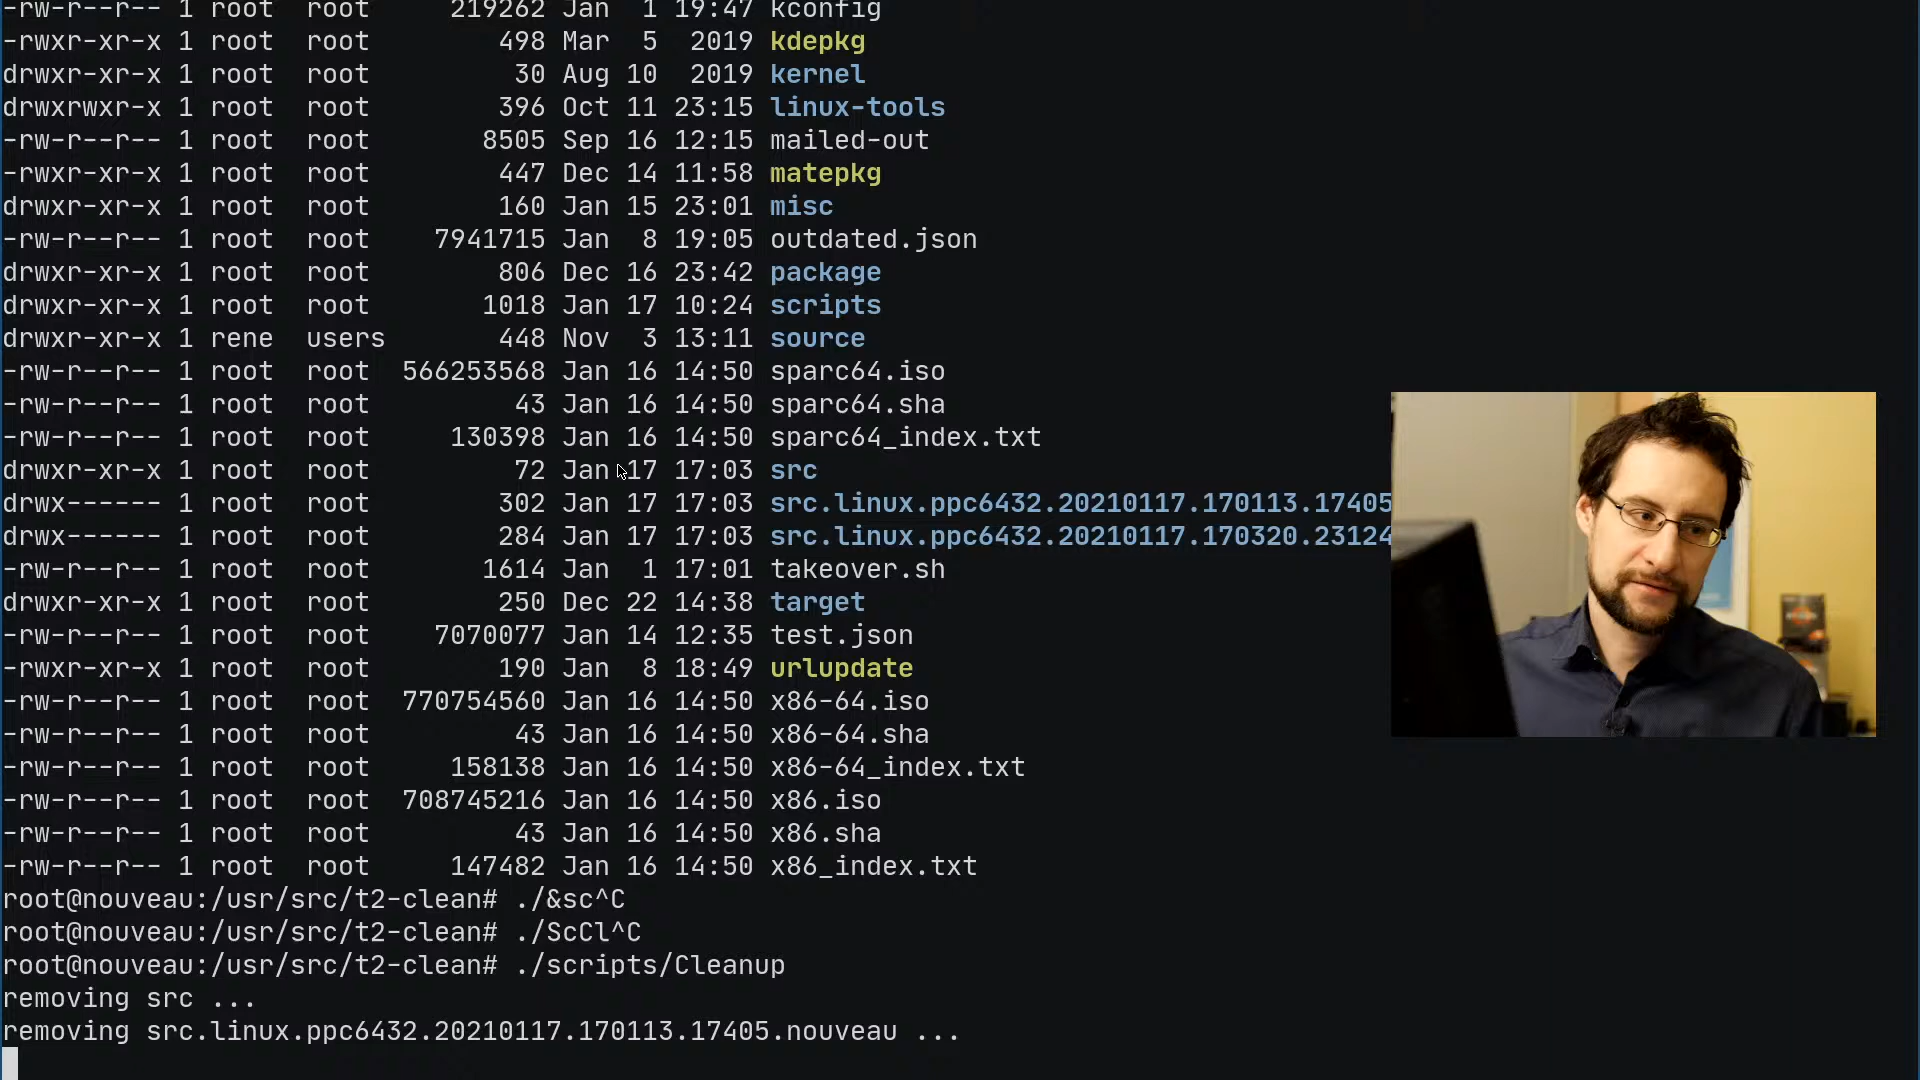 -rw-r--r-- 1 root  root     219262 Jan  1 19:47 kconfig
-rwxr-xr-x 1 root  root        498 Mar  5  2019 kdepkg
drwxr-xr-x 1 root  root         30 Aug 10  2019 kernel
drwxrwxr-x 1 root  root        396 Oct 11 23:15 linux-tools
-rw-r--r-- 1 root  root       8505 Sep 16 12:15 mailed-out
-rwxr-xr-x 1 root  root        447 Dec 14 11:58 matepkg
drwxr-xr-x 1 root  root        160 Jan 15 23:01 misc
-rw-r--r-- 1 root  root    7941715 Jan  8 19:05 outdated.json
drwxr-xr-x 1 root  root        806 Dec 16 23:42 package
drwxr-xr-x 1 root  root       1018 Jan 17 10:24 scripts
drwxr-xr-x 1 rene  users       448 Nov  3 13:11 source
-rw-r--r-- 1 root  root  566253568 Jan 16 14:50 sparc64.iso
-rw-r--r-- 1 root  root         43 Jan 16 14:50 sparc64.sha
-rw-r--r-- 1 root  root     130398 Jan 16 14:50 sparc64_index.txt
drwxr-xr-x 1 root  root         72 Jan 17 17:03 src
drwx------ 1 root  root        302 Jan 17 17:03 src.linux.ppc6432.20210117.170113.17405
drwx------ 1 root  root        284 Jan 17 17:03 src.linux.ppc6432.20210117.170320.23124
-rw-r--r-- 1 root  root       1614 Jan  1 17:01 takeover.sh
drwxr-xr-x 1 root  root        250 Dec 22 14:38 target
-rw-r--r-- 1 root  root    7070077 Jan 14 12:35 test.json
-rwxr-xr-x 1 root  root        190 Jan  8 18:49 urlupdate
-rw-r--r-- 1 root  root  770754560 Jan 16 14:50 x86-64.iso
-rw-r--r-- 1 root  root         43 Jan 16 14:50 x86-64.sha
-rw-r--r-- 1 root  root     158138 Jan 16 14:50 x86-64_index.txt
-rw-r--r-- 1 root  root  708745216 Jan 16 14:50 x86.iso
-rw-r--r-- 1 root  root         43 Jan 16 14:50 x86.sha
-rw-r--r-- 1 root  root     147482 Jan 16 14:50 x86_index.txt
root@nouveau:/usr/src/t2-clean# ./&sc^C
root@nouveau:/usr/src/t2-clean# ./ScCl^C
root@nouveau:/usr/src/t2-clean# ./scripts/Cleanup
removing src ...
removing src.linux.ppc6432.20210117.170113.17405.nouveau ...